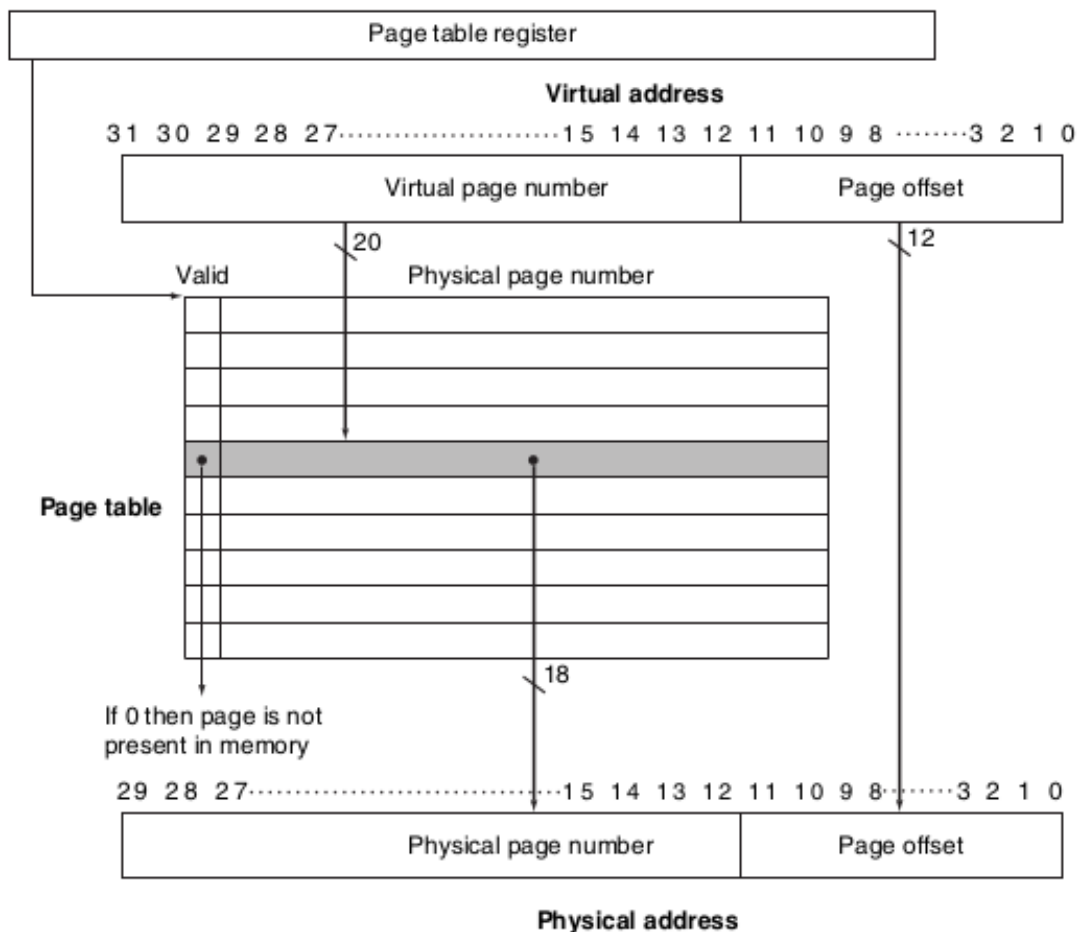 Page table register
Virtual address
31 30 29 28 27·····················15 14 13 12 11 10 9 8 ········3 2 1 0
Virtual page number Page offset
20 12
Valid Physical page number
Page table
18
If 0 then page is not
present in memory
29 28 27·····························15 14 13 12 11 10 9 8········3 2 1 0
Physical page number Page offset
Physical address